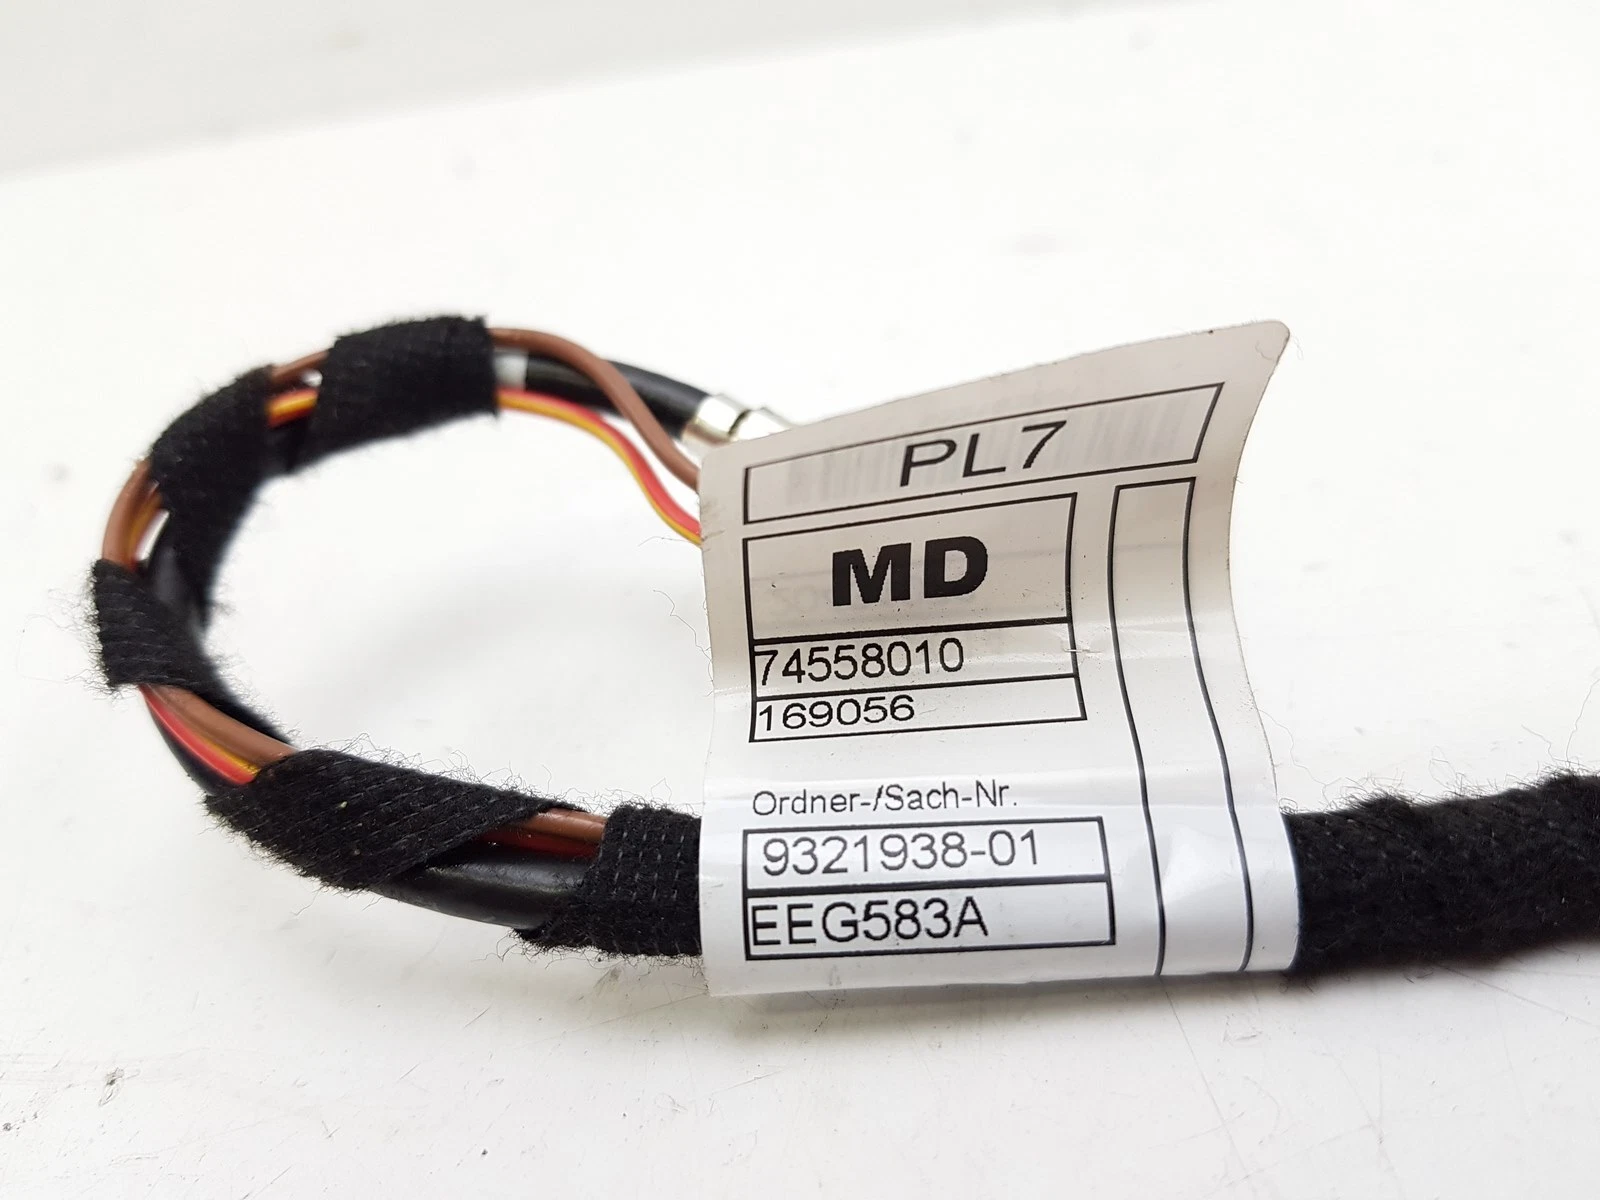 PL7
MD
74558010
169056
Ordner-/Sach-Nr.
9321938-01
EEG583A